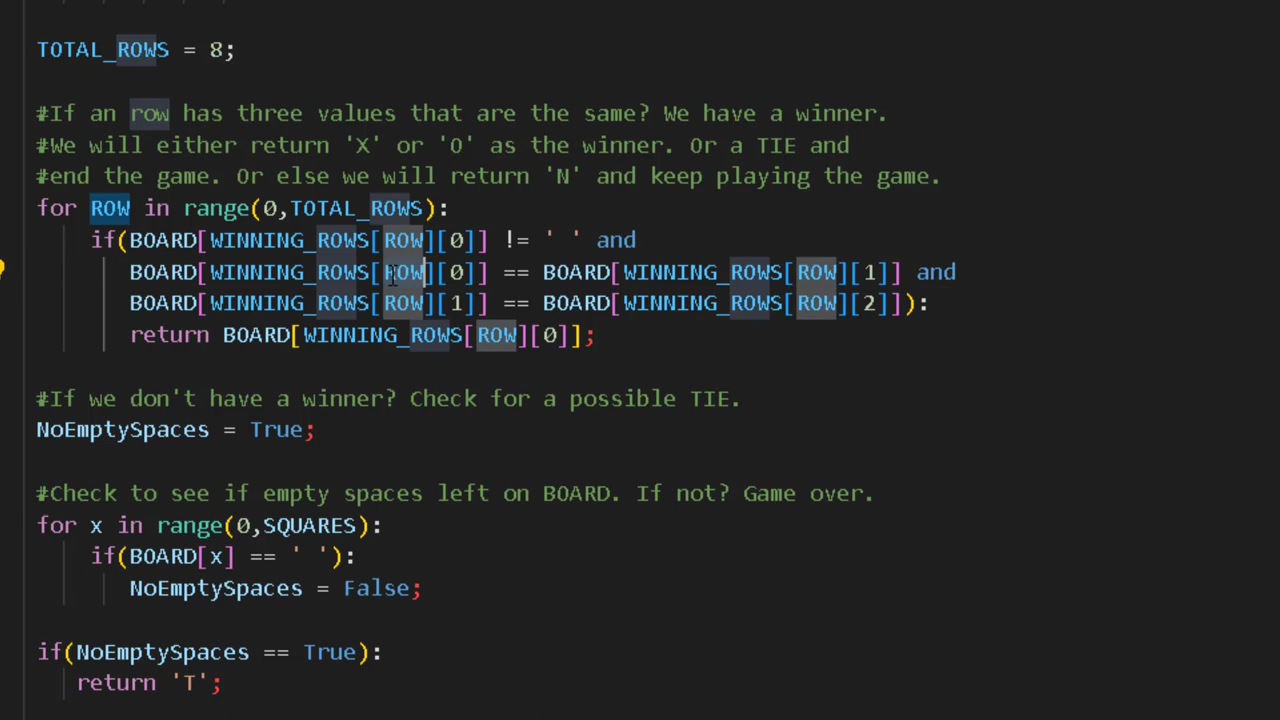 TOTAL_ROWS = 8;
#If an row has three values that are the same? We have a winner.
#We will either return 'X' or 'O' as the winner. Or a TIE and
#end the game. Or else we will return 'N' and keep playing the game.
for ROW in range(0,TOTAL_ROWS):
if(BOARD[WINNING_ROWS[ROW][0]] != ' ' and
BOARD[WINNING_ROWS[ROW][0]] == BOARD[WINNING_ROWS[ROW][1]] and
BOARD[WINNING_ROWS[ROW][1]] == BOARD[WINNING_ROWS[ROW][2]]):
return BOARD[WINNING_ROWS[ROW][0]];
#If we don't have a winner? Check for a possible TIE.
NoEmptySpaces = True;
#Check to see if empty spaces left on BOARD. If not? Game over.
for x in range(0,SQUARES):
if(BOARD[x] == ' '):
NoEmptySpaces = False;
if(NoEmptySpaces == True):
return 'T';